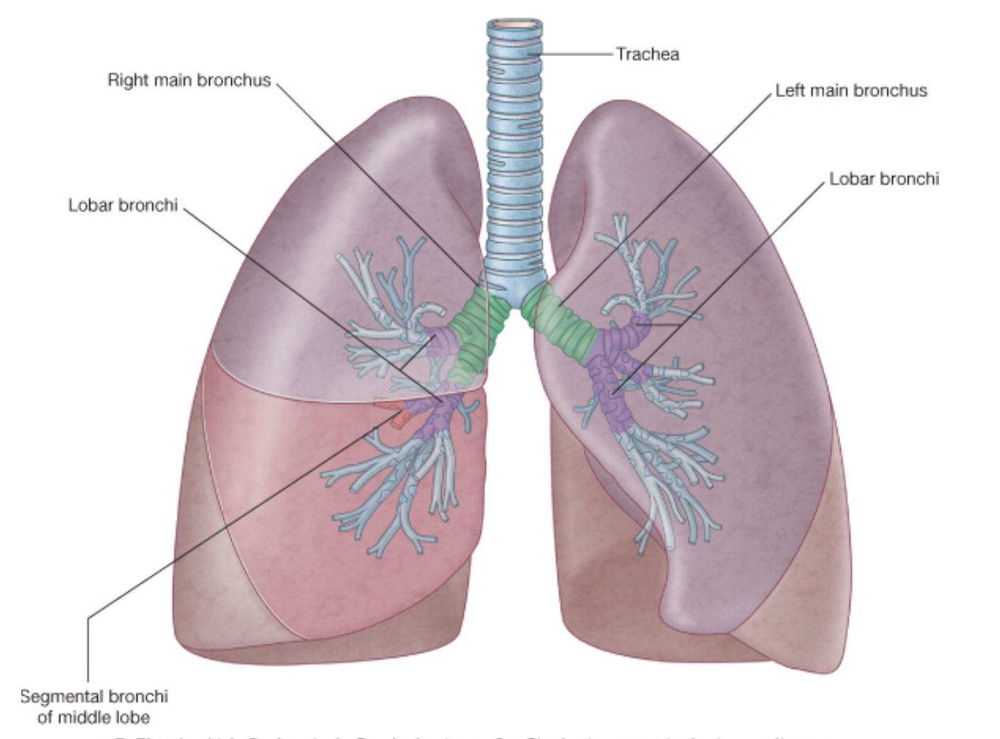 Trachea
Right main bronchus
Left main bronchus
Lobar bronchi
Lobar bronchi
Segmental bronchi
of middle lobe